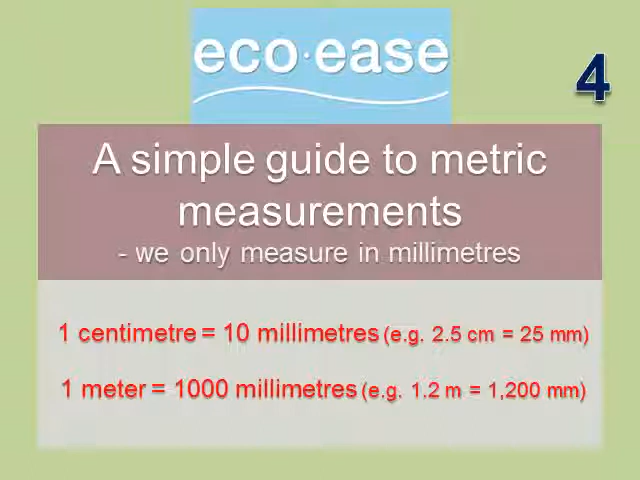 eco·ease
4
A simple guide to metric
measurements
- we only measure in millimetres
1 centimetre = 10 millimetres (e.g. 2.5 cm = 25 mm)
1 meter = 1000 millimetres (e.g. 1.2 m = 1,200 mm)